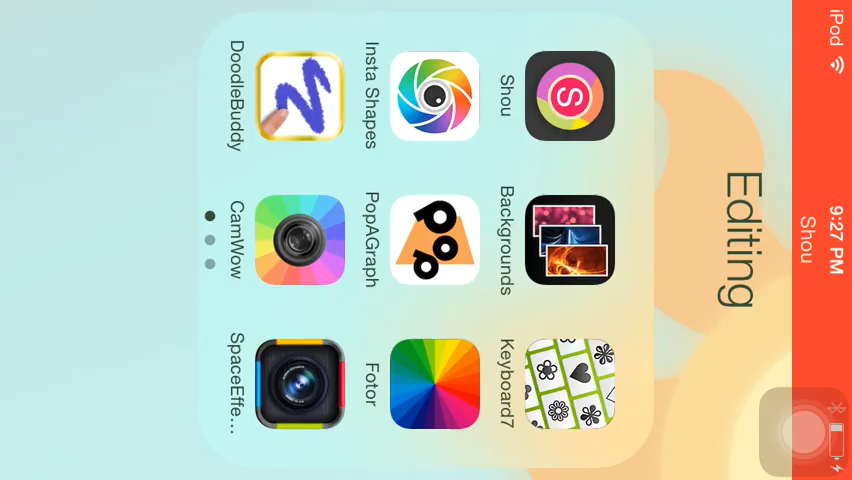 iPod 9:27 PM
Shou
Editing
S
Shou Backgrounds Keyboard7
Insta Shapes PopAGraph Fotor
DoodleBuddy CamWow SpaceEffe...